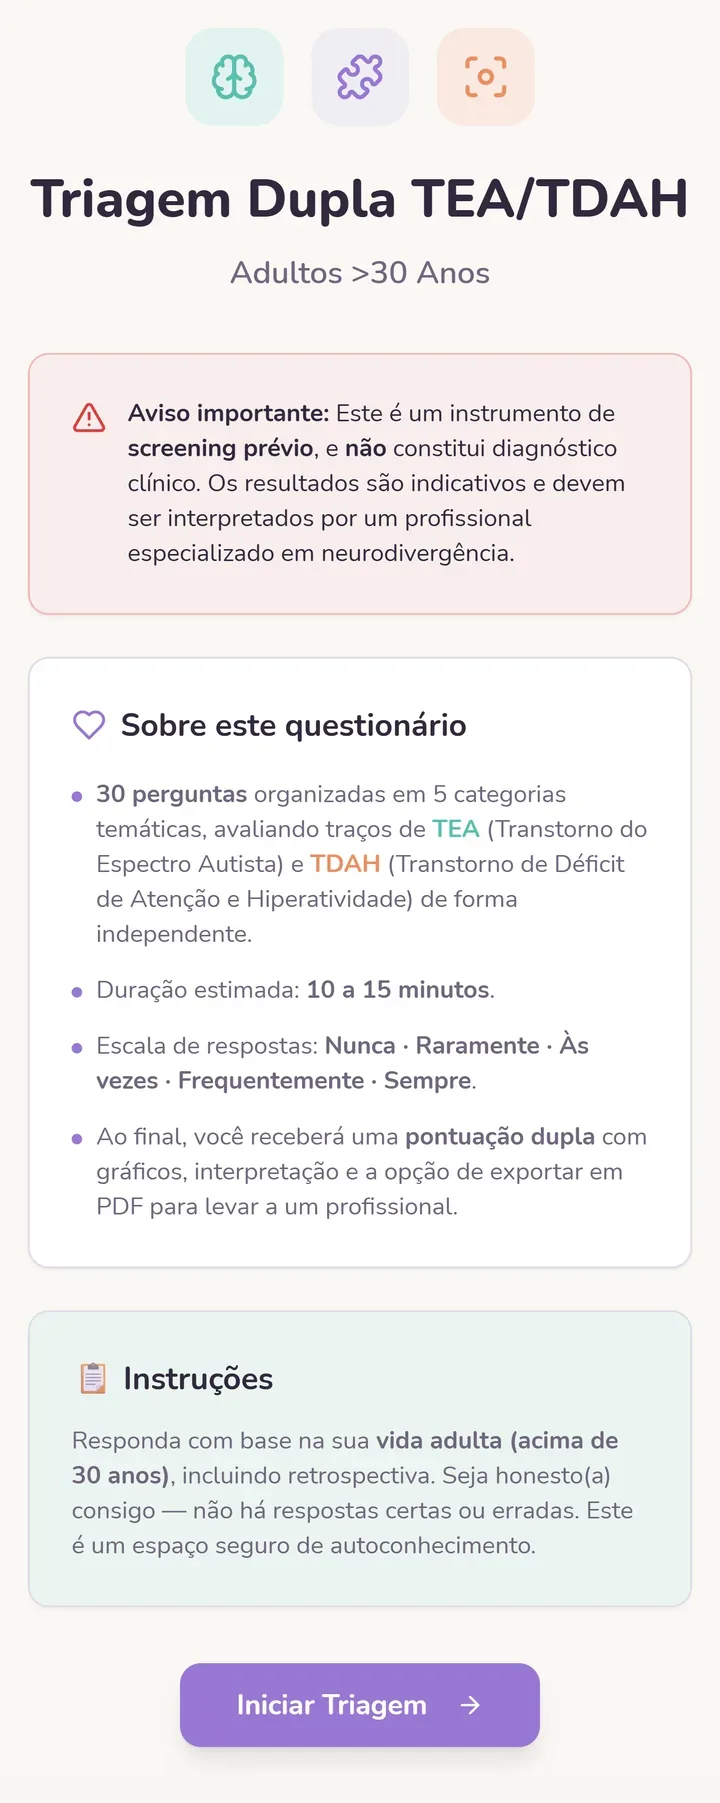 Triagem Dupla TEA/TDAH
Adultos >30 Anos
Aviso importante: Este é um instrumento de
screening prévio, e não constitui diagnóstico
clínico. Os resultados são indicativos e devem
ser interpretados por um profissional
especializado em neurodivergência.
Sobre este questionário
30 perguntas organizadas em 5 categorias
temáticas, avaliando traços de TEA (Transtorno do
Espectro Autista) e TDAH (Transtorno de Déficit
de Atenção e Hiperatividade) de forma
independente.
Duração estimada: 10 a 15 minutos.
Escala de respostas: Nunca · Raramente · Às
vezes · Frequentemente · Sempre.
Ao final, você receberá uma pontuação dupla com
gráficos, interpretação e a opção de exportar em
PDF para levar a um profissional.
Instruções
Responda com base na sua vida adulta (acima de
30 anos), incluindo retrospectiva. Seja honesto(a)
consigo — não há respostas certas ou erradas. Este
é um espaço seguro de autoconhecimento.
Iniciar Triagem →